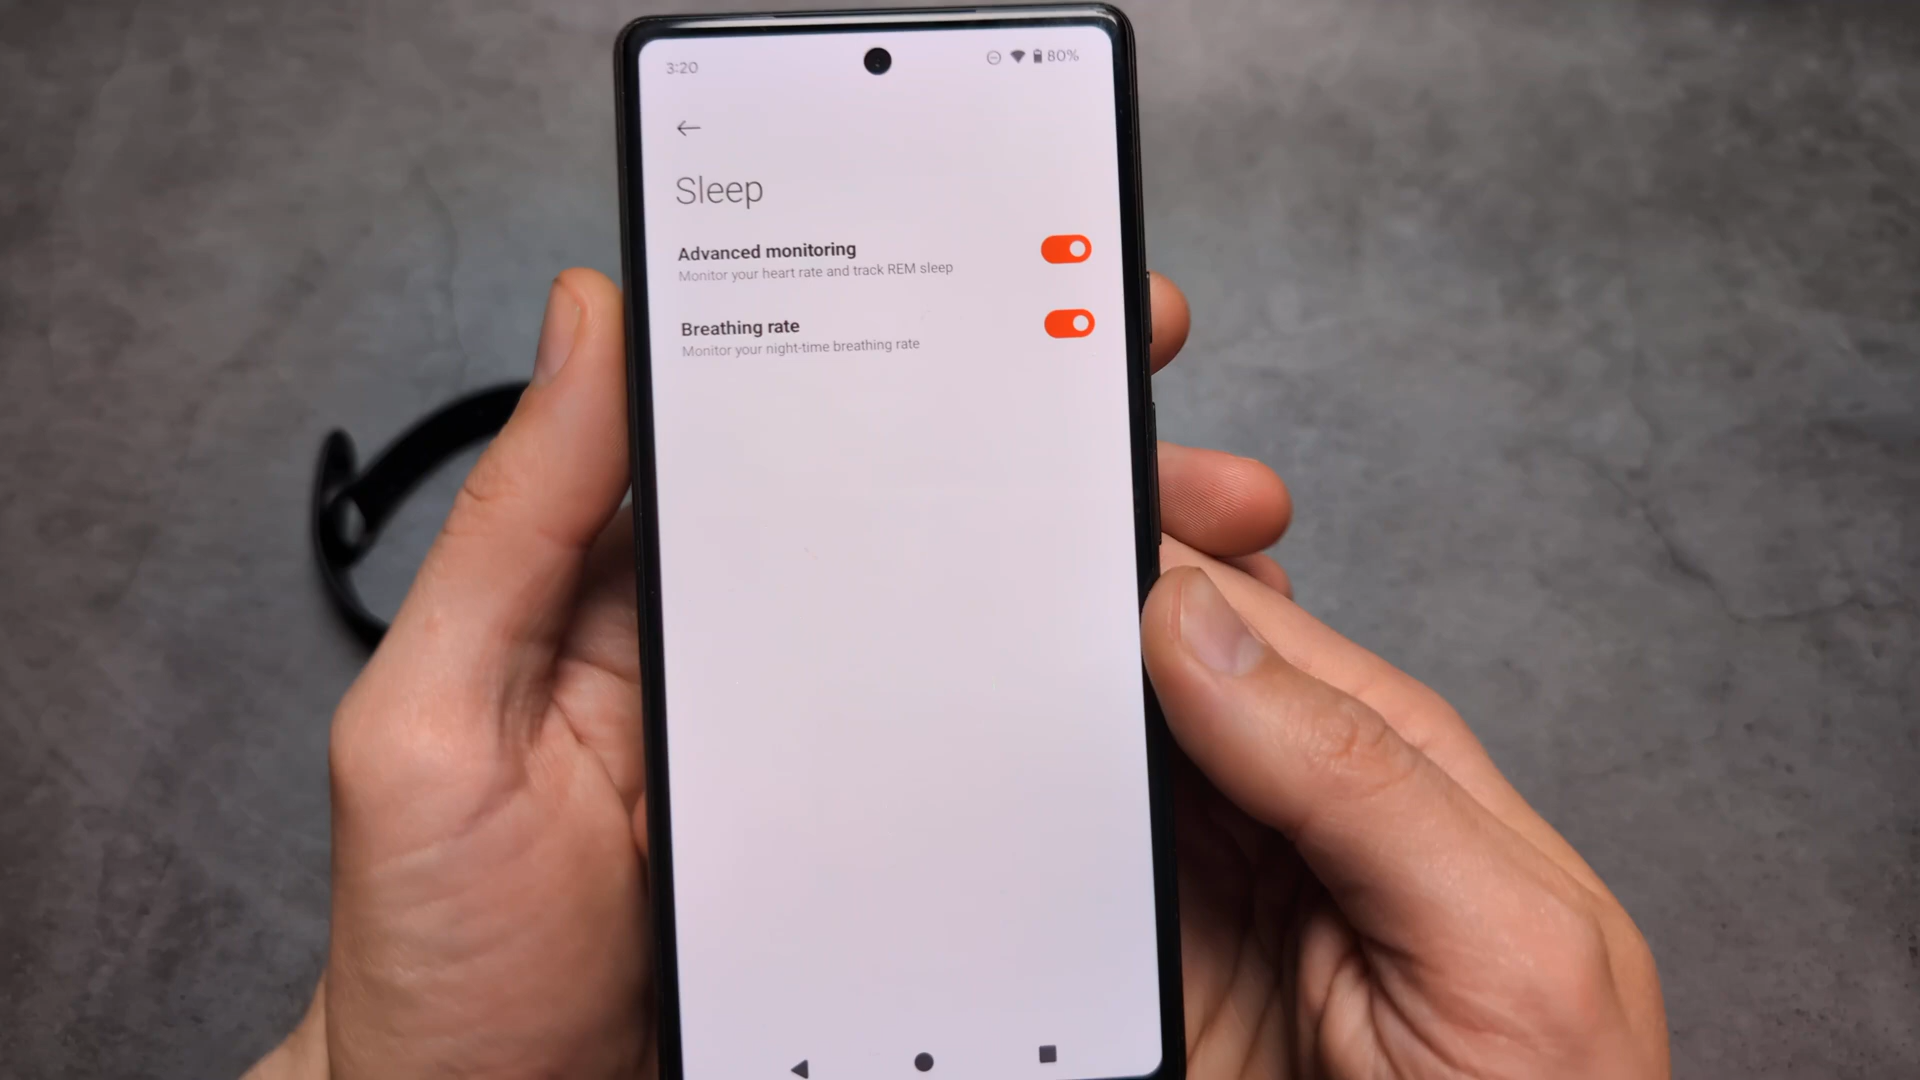 3:20
80%
Sleep
Advanced monitoring
Monitor your heart rate and track REM sleep
Breathing rate
Monitor your night-time breathing rate